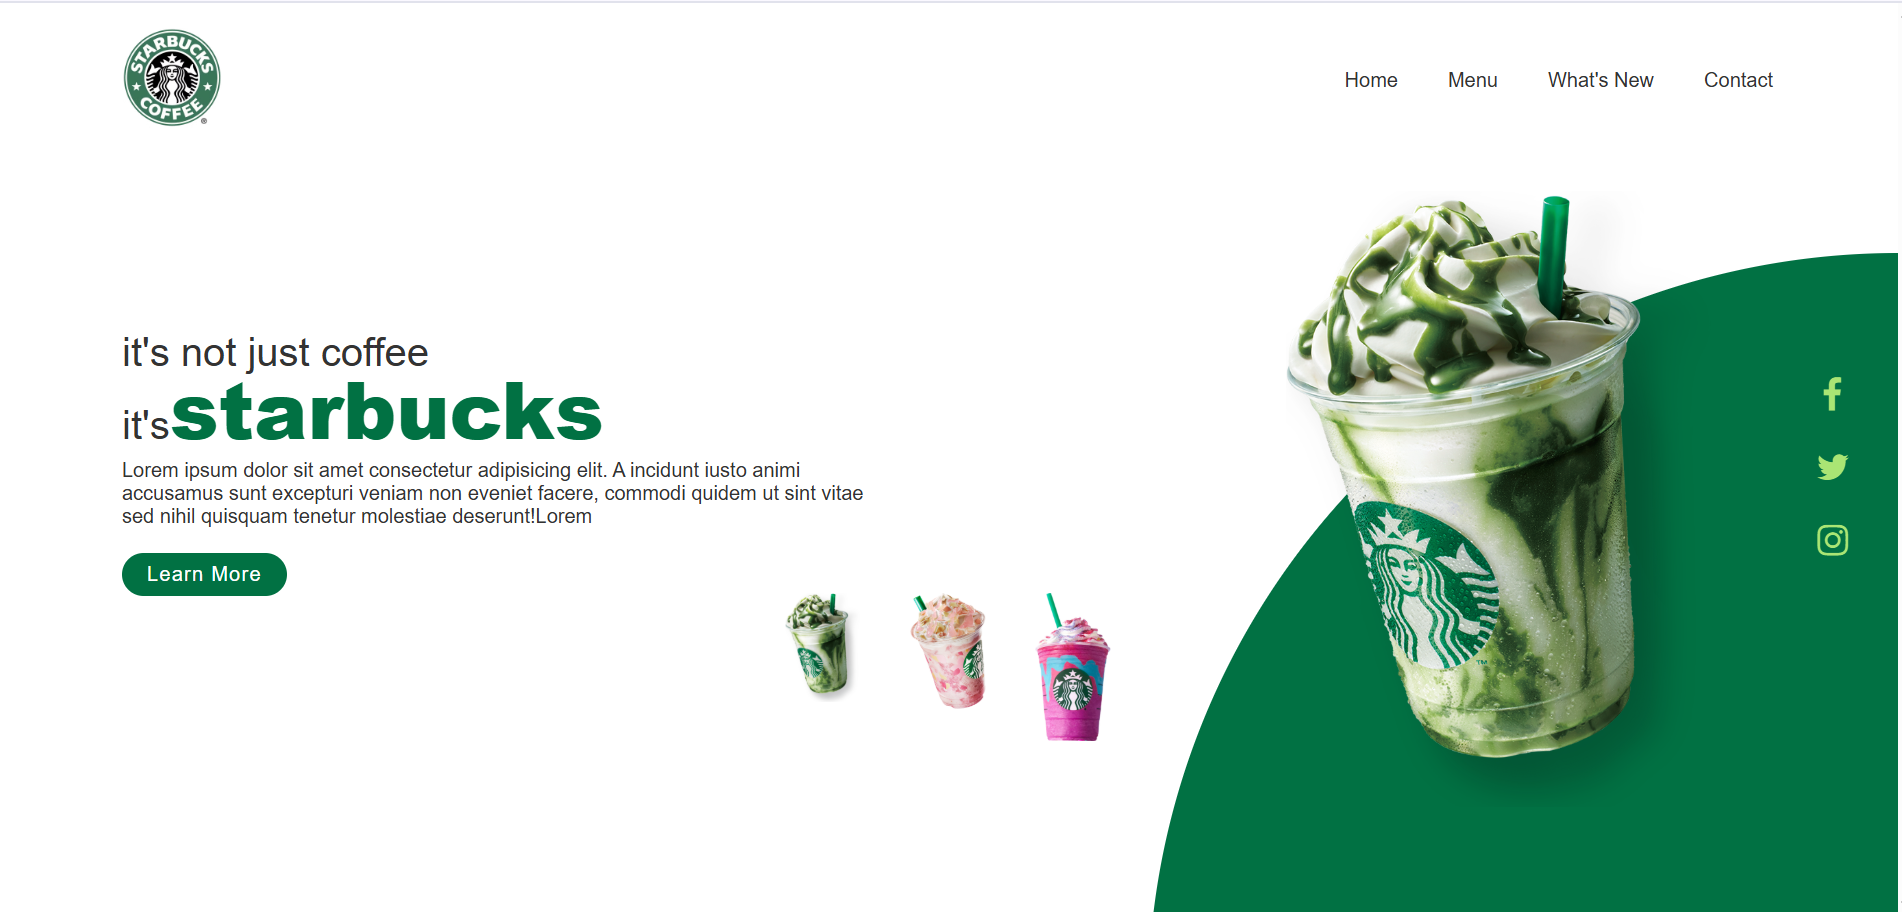 STARBUCKS
COFFEE
®
Home
Menu
What's New
Contact
it's not just coffee
it'sstarbucks
Lorem ipsum dolor sit amet consectetur adipisicing elit. A incidunt iusto animi
accusamus sunt excepturi veniam non eveniet facere, commodi quidem ut sint vitae
sed nihil quisquam tenetur molestiae deserunt!Lorem
Learn More
TM